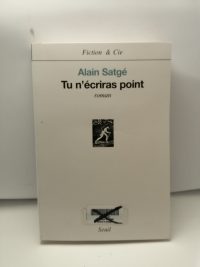 Fiction & Cie
Alain Satgé
Tu n'écriras point
roman
Seuil